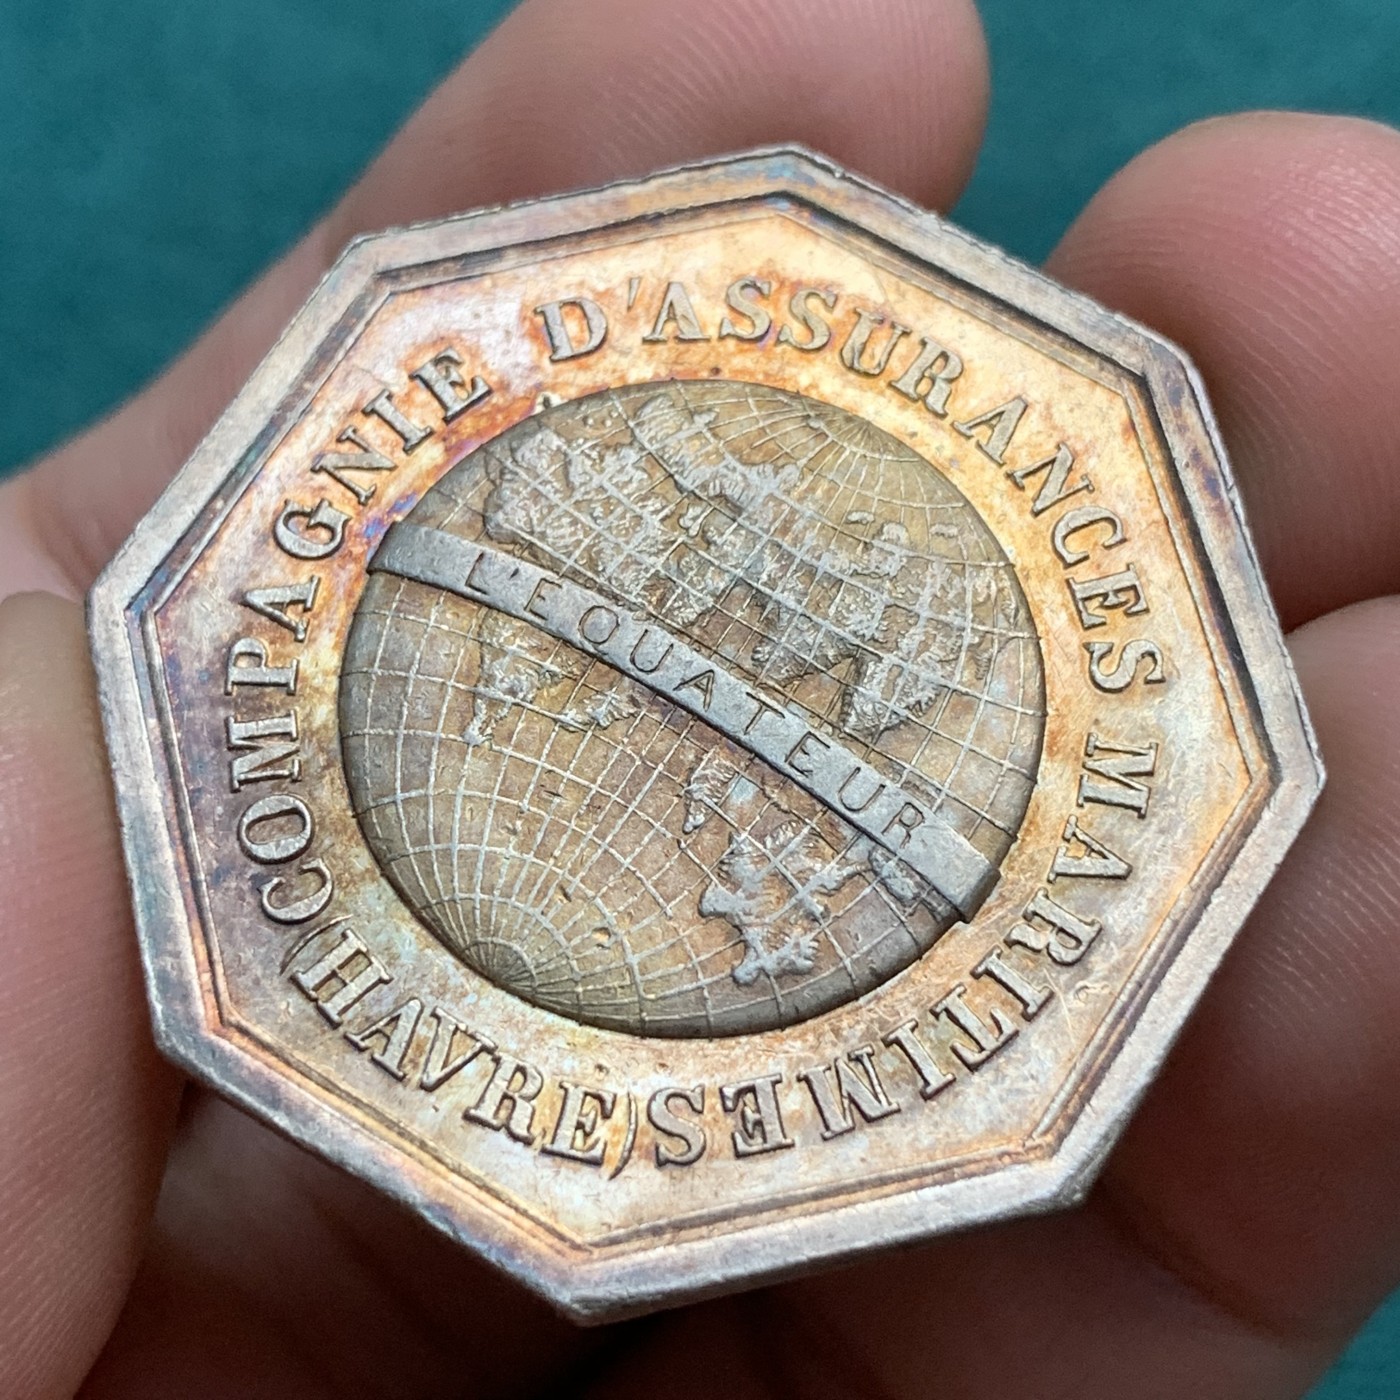 COMPAGNIE D'ASSURANCES MARITIMES
(HAVRE)
L'EQUATEUR